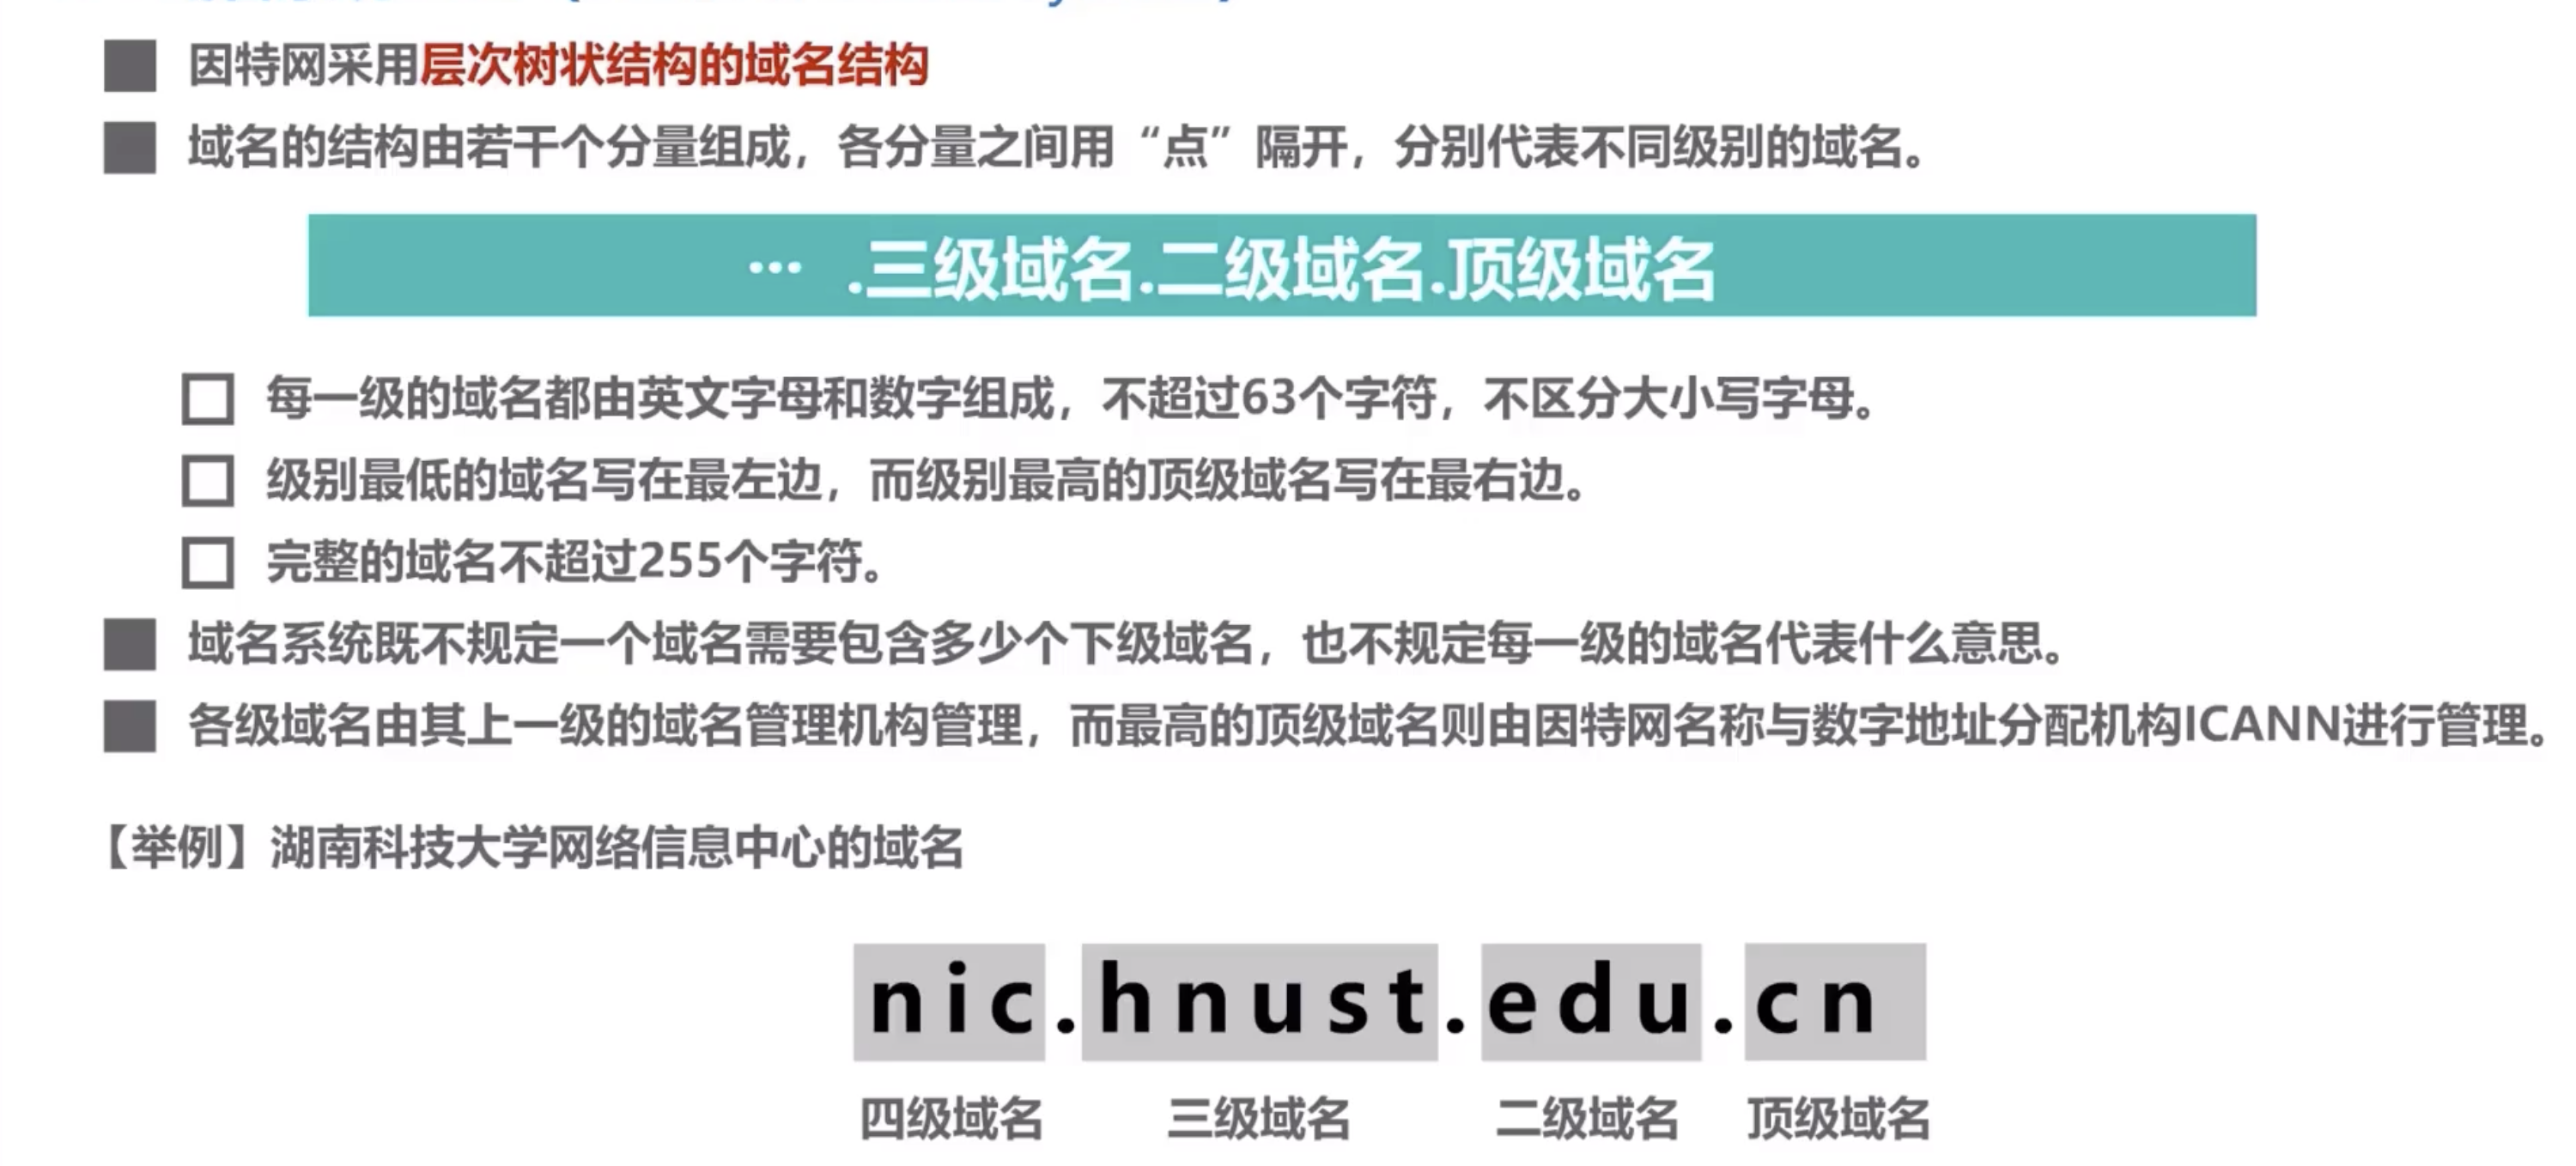 因特网采用层次树状结构的域名结构
域名的结构由若干个分量组成，各分量之间用“点”隔开，分别代表不同级别的域名。
… .三级域名.二级域名.顶级域名
每一级的域名都由英文字母和数字组成，不超过63个字符，不区分大小写字母。
级别最低的域名写在最左边，而级别最高的顶级域名写在最右边。
完整的域名不超过255个字符。
域名系统既不规定一个域名需要包含多少个下级域名，也不规定每一级的域名代表什么意思。
各级域名由其上一级的域名管理机构管理，而最高的顶级域名则由因特网名称与数字地址分配机构ICANN进行管理。
【举例】湖南科技大学网络信息中心的域名
nic.hnust.edu.cn
四级域名 三级域名 二级域名 顶级域名